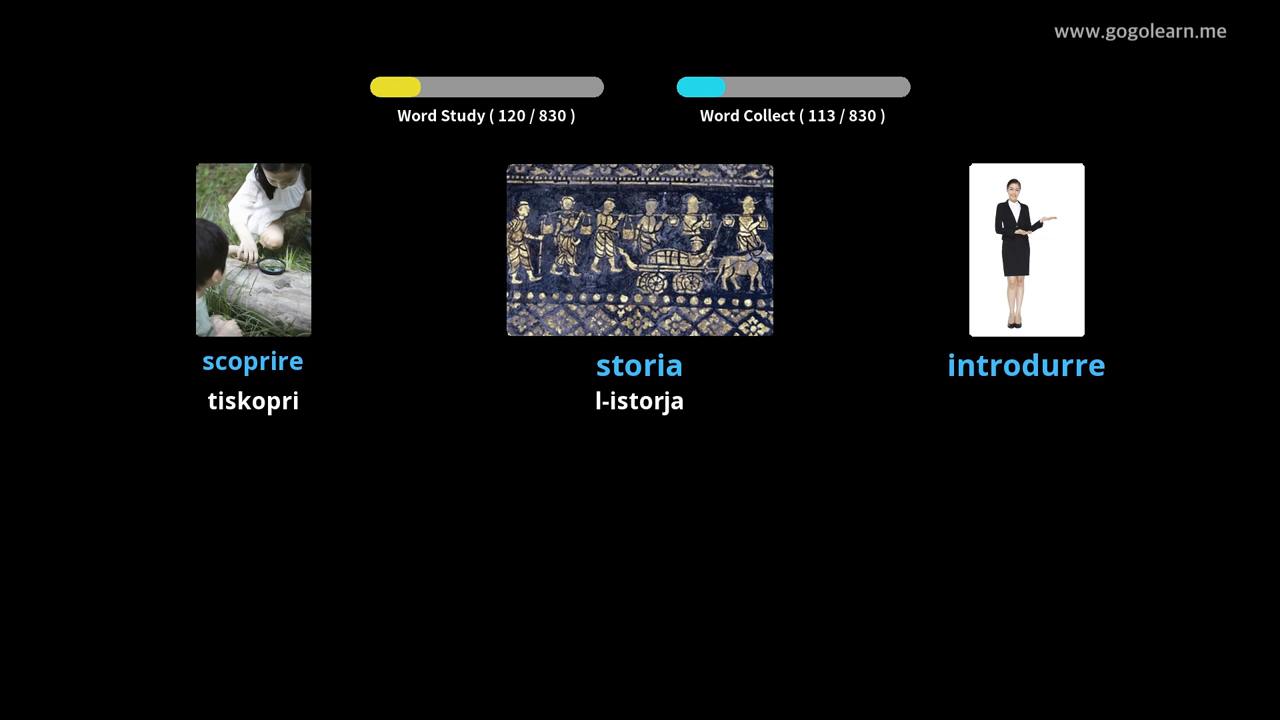 www.gogolearn.me
Word Study ( 120 / 830 )
Word Collect ( 113 / 830 )
scoprire
storia
introdurre
tiskopri
l-istorja